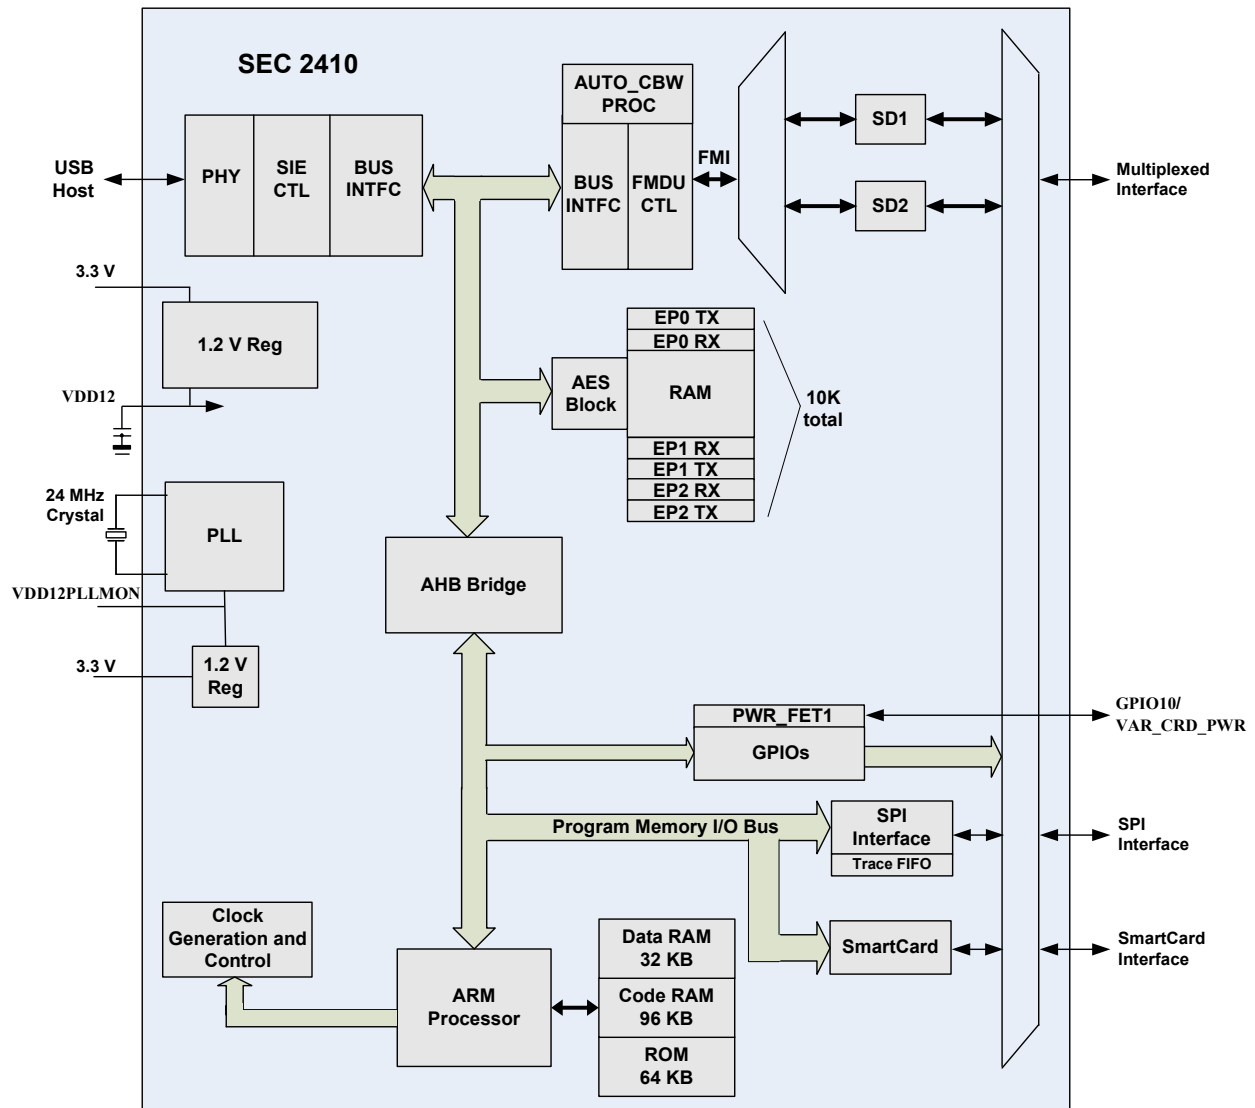 SEC 2410
AUTO_CBW
PROC
USB
Host
PHY
SIE
CTL
BUS
INTFC
BUS
INTFC
FMDU
CTL
FMI
SD1
SD2
Multiplexed
Interface
3.3 V
1.2 V Reg
VDD12
EP0 TX
EP0 RX
AES
Block
RAM
EP1 RX
EP1 TX
EP2 RX
EP2 TX
10K
total
24 MHz
Crystal
PLL
VDD12PLLMON
3.3 V
1.2 V
Reg
AHB Bridge
PWR_FET1
GPIOs
GPIO10/
VAR_CRD_PWR
Program Memory I/O Bus
SPI
Interface
Trace FIFO
SPI
Interface
Clock
Generation and
Control
ARM
Processor
Data RAM
32 KB
Code RAM
96 KB
ROM
64 KB
SmartCard
SmartCard
Interface